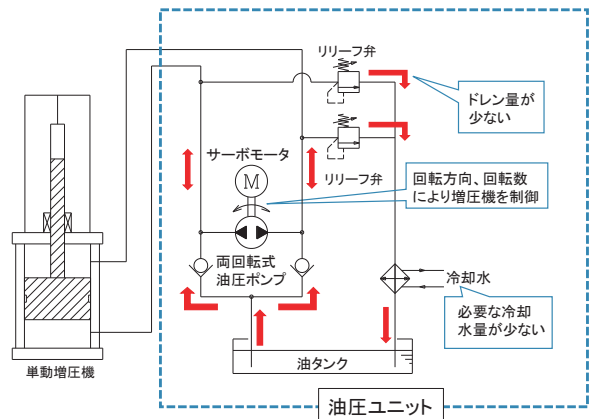 リリーフ弁
ドレン量が
少ない
サーボモータ
M
リリーフ弁
回転方向、回転数
により増圧機を制御
両回転式
油圧ポンプ
冷却水
必要な冷却
水量が少ない
油タンク
単動増圧機
油圧ユニット